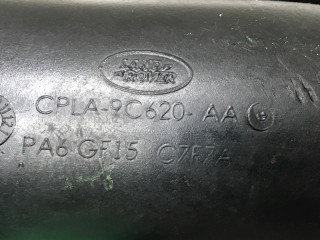 LAND
ROVER
CPLA-9C620-AA
PA6 GF15 C7F7A